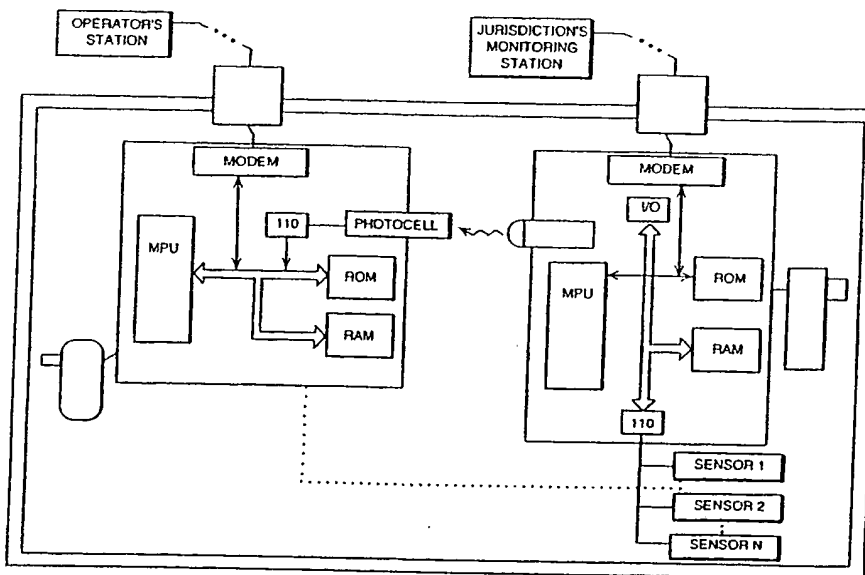 OPERATOR'S
STATION
JURISDICTION'S
MONITORING
STATION
MODEM
110
PHOTOCELL
MPU
ROM
RAM
MODEM
I/O
MPU
ROM
RAM
110
SENSOR 1
SENSOR 2
SENSOR N